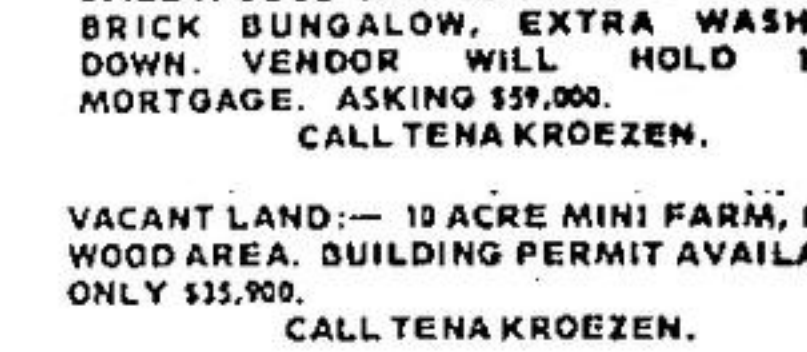 BRICK BUNGALOW, EXTRA WASH
DOWN. VENDOR WILL HOLD
MORTGAGE. ASKING $59,000.
CALL TENA KROEZEN.
VACANT LAND:— 10 ACRE MINI FARM,
WOOD AREA. BUILDING PERMIT AVAILA
ONLY $35,900.
CALL TENA KROEZEN.